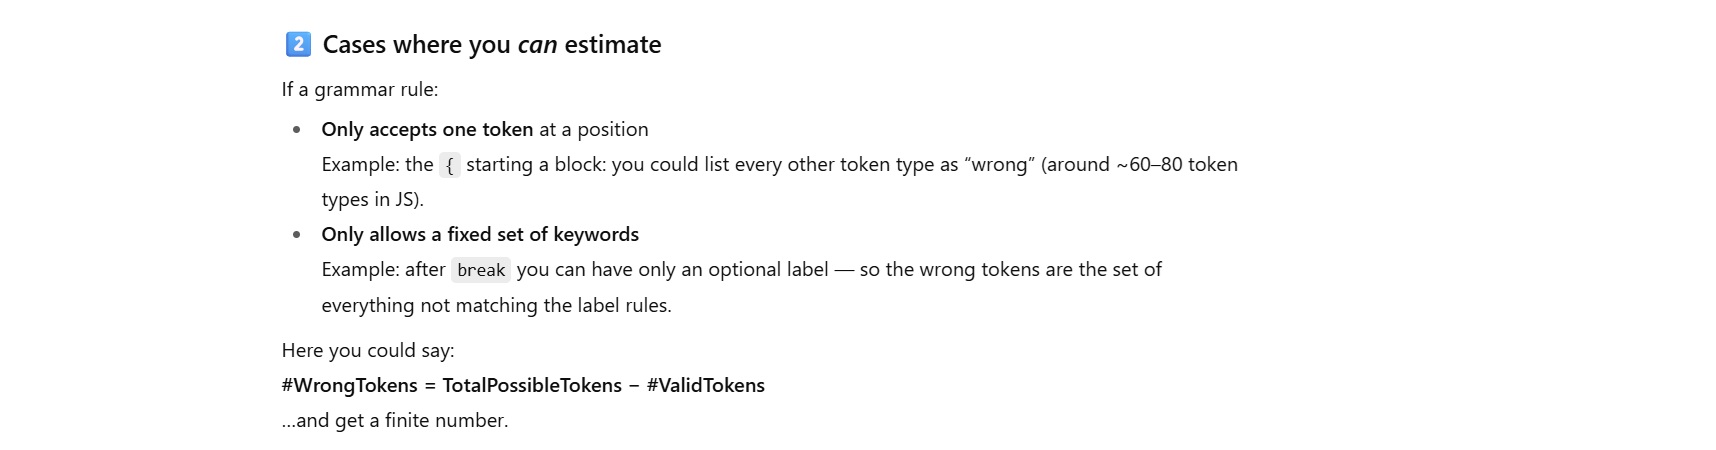 2️⃣ Cases where you can estimate
If a grammar rule:
• Only accepts one token at a position
Example: the { starting a block: you could list every other token type as “wrong” (around ~60–80 token
types in JS).
• Only allows a fixed set of keywords
Example: after break you can have only an optional label — so the wrong tokens are the set of
everything not matching the label rules.
Here you could say:
#WrongTokens = TotalPossibleTokens − #ValidTokens
…and get a finite number.